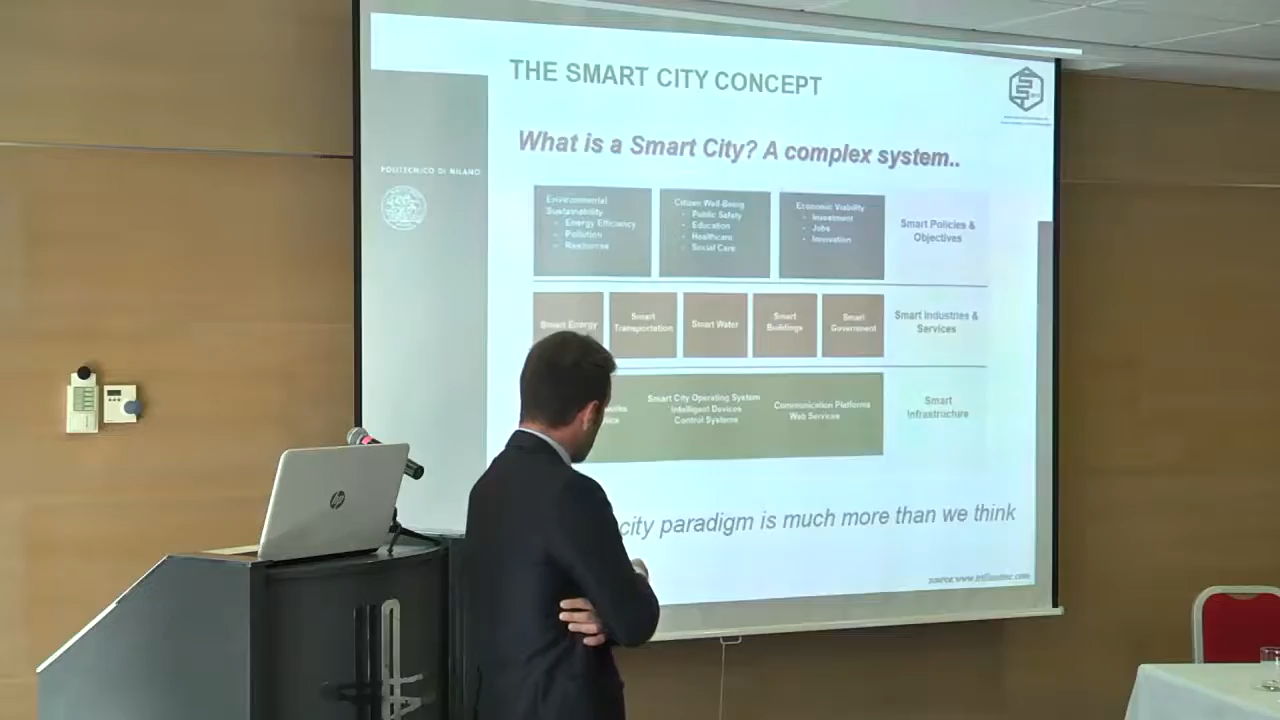 THE SMART CITY CONCEPT
What is a Smart City? A complex system..
POLITECNICO DI MILANO
Environmental
Sustainability
- Energy Efficiency
- Pollution
- Resources
Citizen Well-Being
- Public Safety
- Education
- Healthcare
- Social Care
Economic Viability
- Investment
- Jobs
- Innovation
Smart Policies &
Objectives
Smart Energy
Smart
Transportation
Smart Water
Smart
Buildings
Smart
Government
Smart Industries &
Services
Smart City Operating System
Intelligent Devices
Control Systems
Communication Platforms
Web Services
Smart
Infrastructure
city paradigm is much more than we think
hp